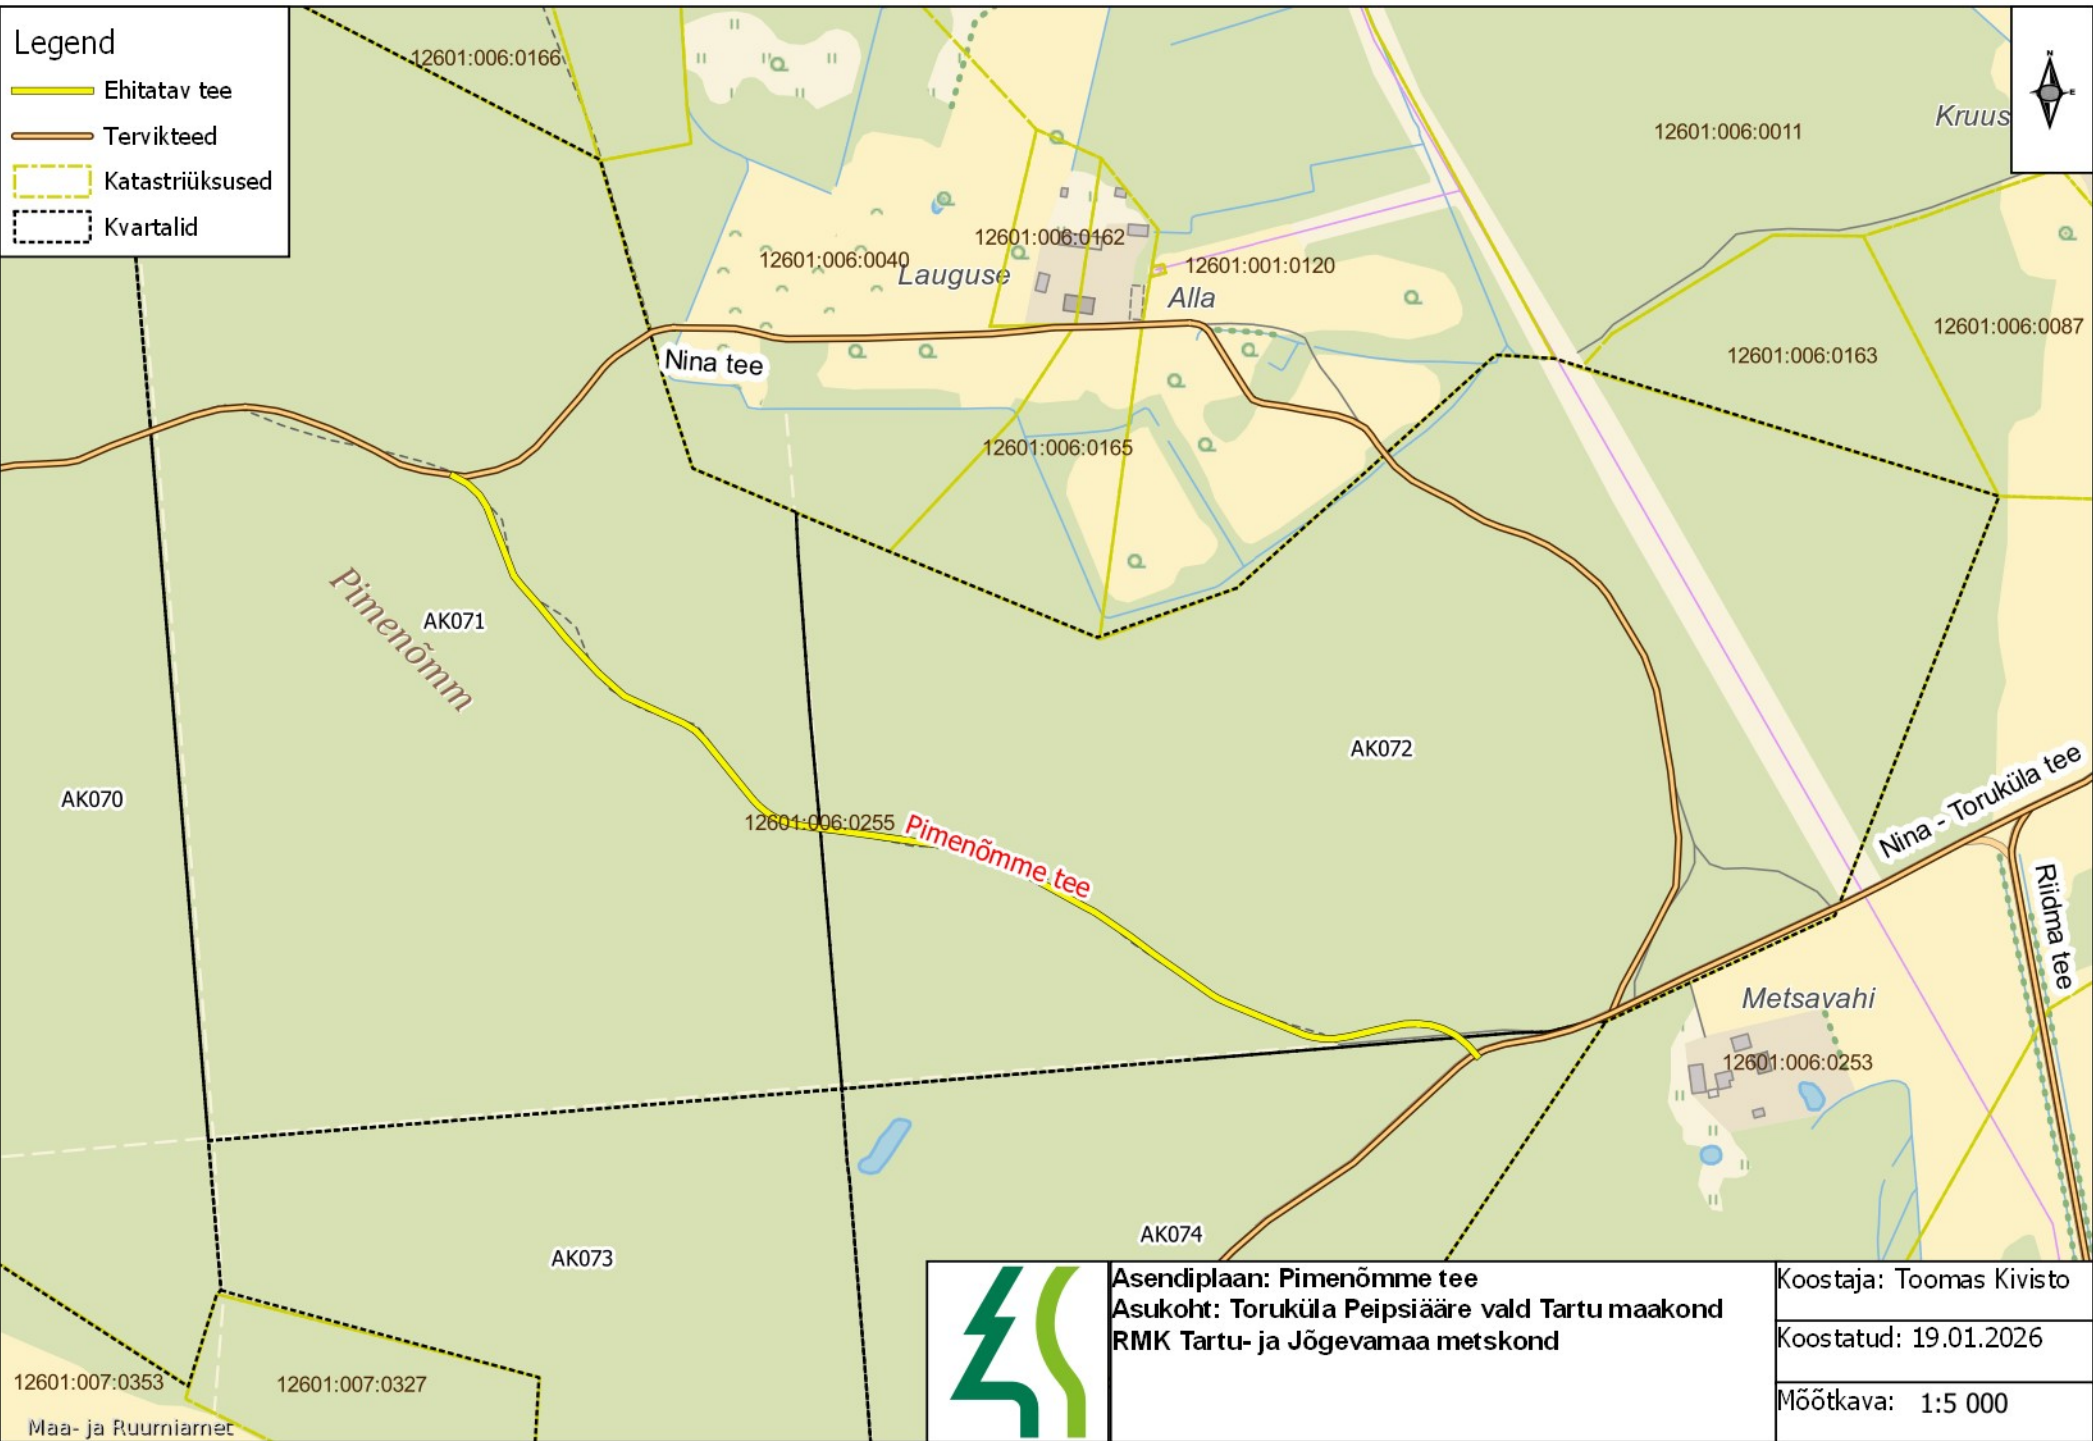 Legend
Ehitatav tee
Tervikteed
Katastriüksused
Kvartalid
12601:006:0166
12601:006:0011
Kruus
N
E
12601:006:0162
12601:006:0040
Lauguse
12601:001:0120
Alla
12601:006:0087
12601:006:0163
Nina tee
12601:006:0165
Pimenõmm
AK071
AK072
AK070
12601:006:0255
Pimenõmme tee
Nina - Toruküla tee
Riidma tee
Metsavahi
12601:006:0253
AK073
AK074
12601:007:0353
12601:007:0327
Maa- ja Ruumiamet
Asendiplaan: Pimenõmme tee
Asukoht: Toruküla Peipsiääre vald Tartu maakond
RMK Tartu- ja Jõgevamaa metskond
Koostaja: Toomas Kivisto
Koostatud: 19.01.2026
Mõõtkava: 1:5 000